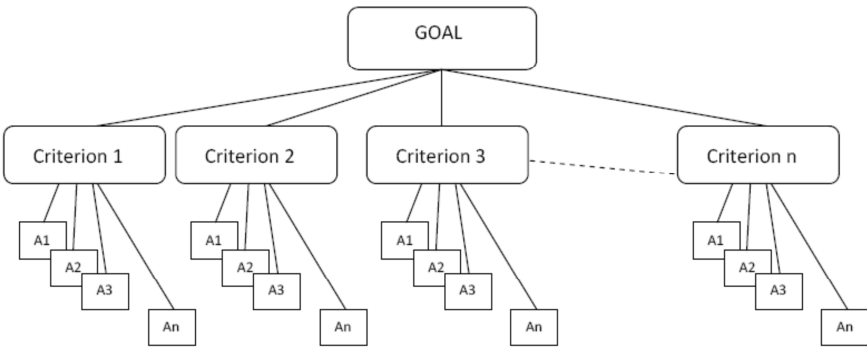 GOAL
Criterion 1
Criterion 2
Criterion 3
Criterion n
A1
A2
A3
An
A1
A2
A3
An
A1
A2
A3
An
A1
A2
A3
An